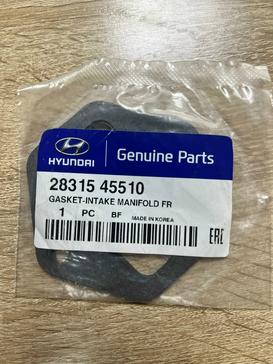 HYUNDAI
Genuine Parts
28315 45510
GASKET-INTAKE MANIFOLD FR
1 PC BF MADE IN KOREA
EAC